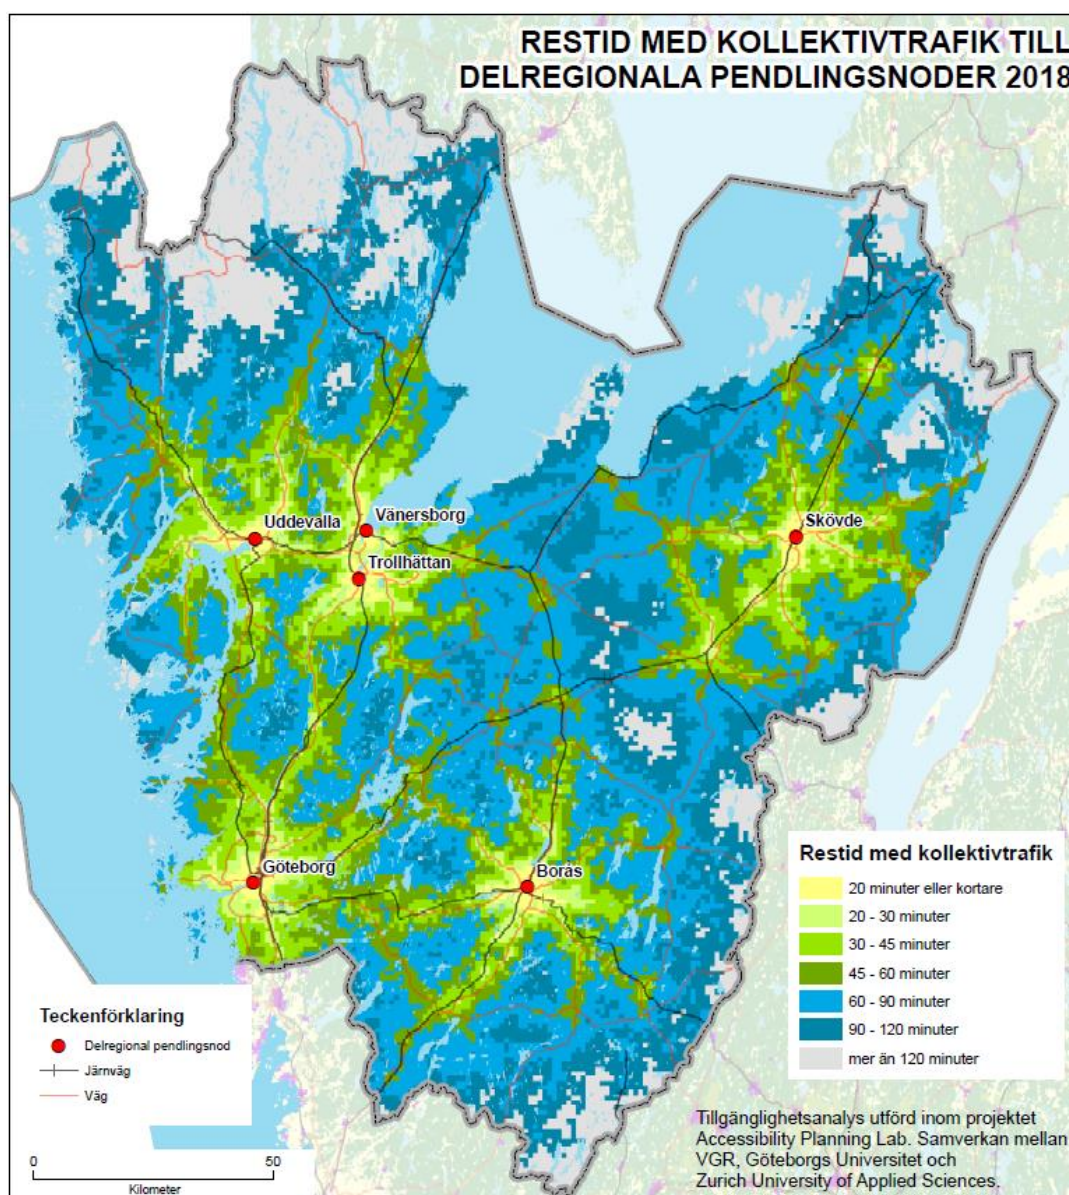 RESTID MED KOLLEKTIVTRAFIK TILL
DELREGIONALA PENDLINGSNODER 2018
Uddevalla
Vänersborg
Trollhättan
Skövde
Göteborg
Borås
Restid med kollektivtrafik
20 minuter eller kortare
20 - 30 minuter
30 - 45 minuter
45 - 60 minuter
60 - 90 minuter
90 - 120 minuter
mer än 120 minuter
Teckenförklaring
Delregional pendlingsnod
Järnväg
Väg
0 50
Kilometer
Tillgänglighetsanalys utförd inom projektet
Accessibility Planning Lab. Samverkan mellan
VGR, Göteborgs Universitet och
Zurich University of Applied Sciences.